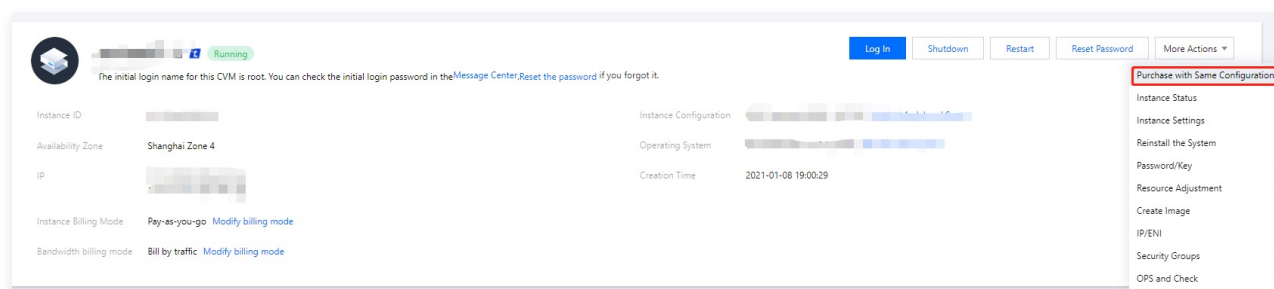 Running
Log In
Shutdown
Restart
Reset Password
More Actions
The initial login name for this CVM is root. You can check the initial login password in the Message Center,Reset the password if you forgot it.
Purchase with Same Configuration
Instance Status
Instance Settings
Reinstall the System
Password/Key
Resource Adjustment
Create Image
IP/ENI
Security Groups
OPS and Check
Instance ID
Instance Configuration
Availability Zone Shanghai Zone 4
Operating System
IP
Creation Time 2021-01-08 19:00:29
Instance Billing Mode Pay-as-you-go Modify billing mode
Bandwidth billing mode Bill by traffic Modify billing mode